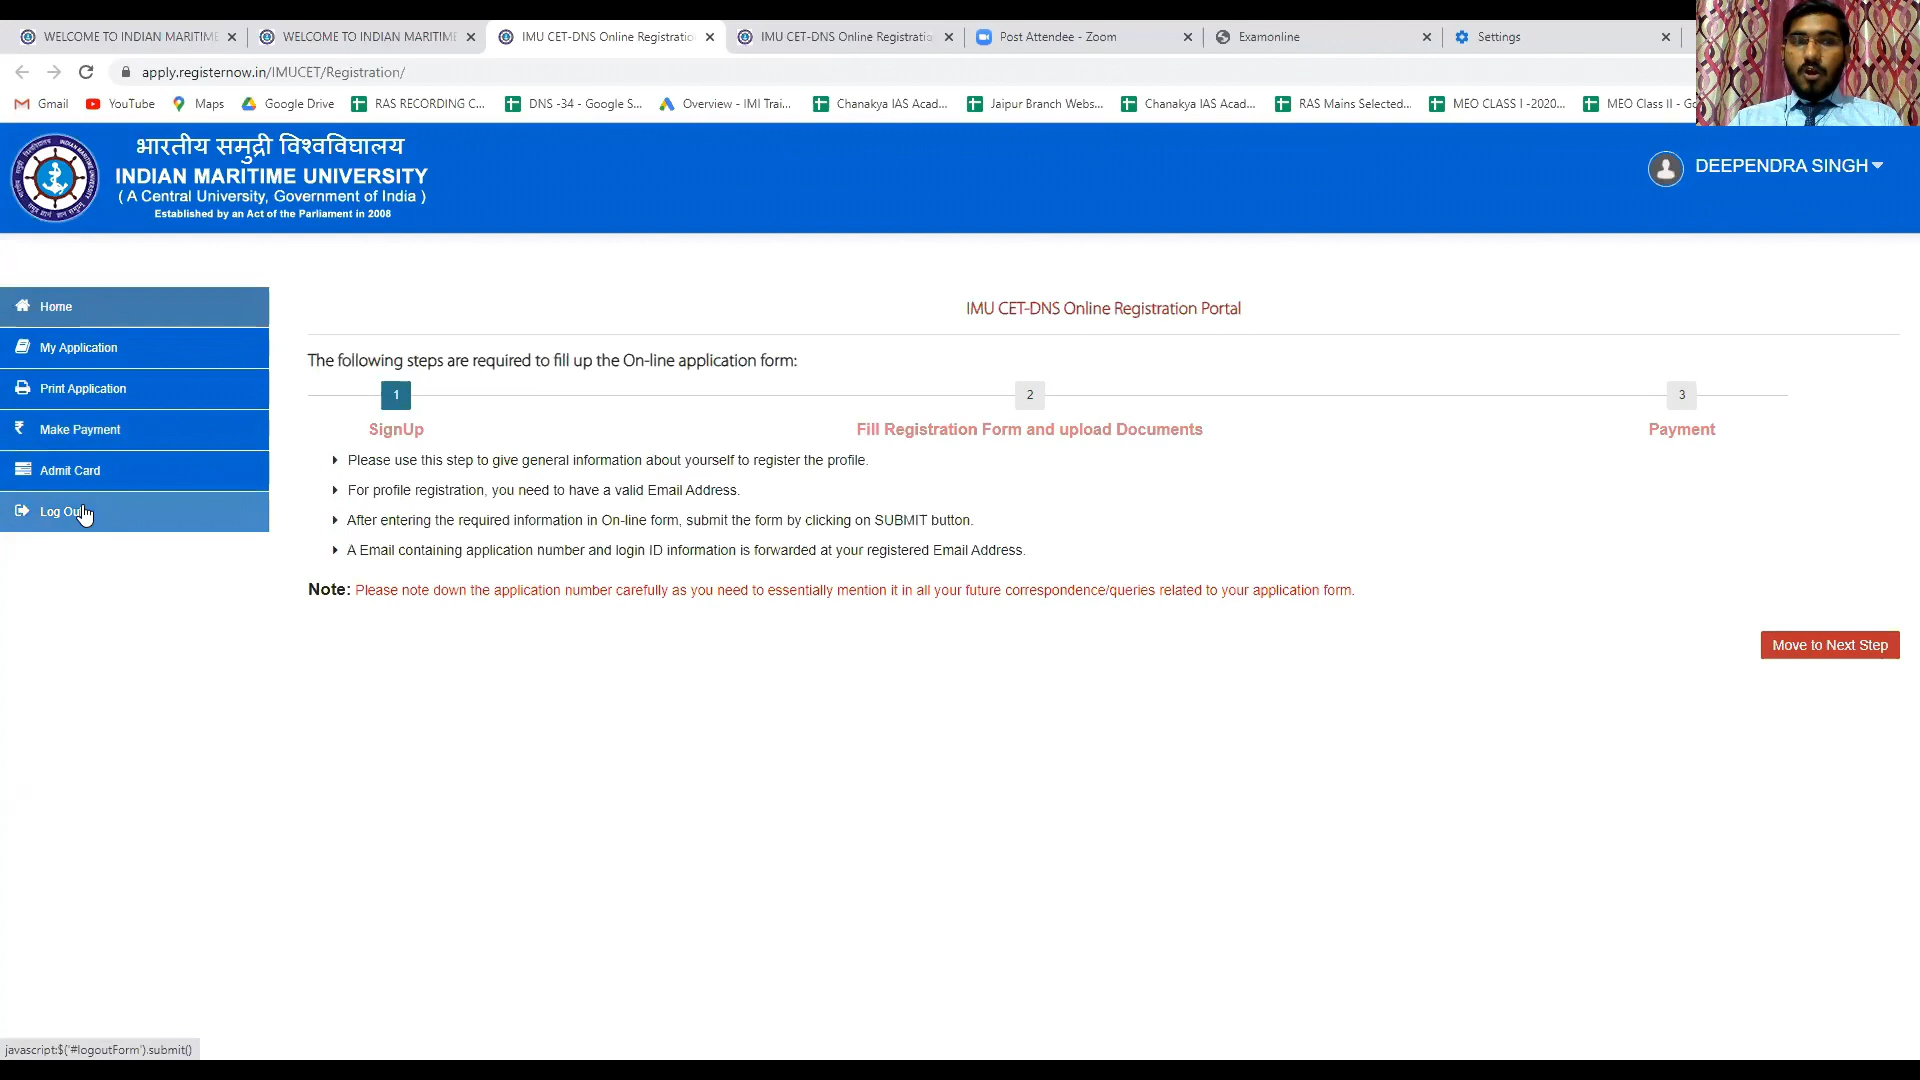 WELCOME TO INDIAN MARITIME
WELCOME TO INDIAN MARITIME
IMU CET-DNS Online Registratio
IMU CET-DNS Online Registratio
Post Attendee - Zoom
Examonline
Settings
apply.registernow.in/IMUCET/Registration/
Gmail
YouTube
Maps
Google Drive
RAS RECORDING C...
DNS -34 - Google S...
Overview - IMI Trai...
Chanakya IAS Acad...
Jaipur Branch Webs...
Chanakya IAS Acad...
RAS Mains Selected...
MEO CLASS I -2020...
MEO Class II - Go
भारतीय समुद्री विश्वविघालय
INDIAN MARITIME UNIVERSITY
( A Central University, Government of India )
Established by an Act of the Parliament in 2008
DEEPENDRA SINGH
Home
My Application
Print Application
Make Payment
Admit Card
Log Ou
IMU CET-DNS Online Registration Portal
The following steps are required to fill up the On-line application form:
1
2
3
SignUp
Fill Registration Form and upload Documents
Payment
Please use this step to give general information about yourself to register the profile.
For profile registration, you need to have a valid Email Address.
After entering the required information in On-line form, submit the form by clicking on SUBMIT button.
A Email containing application number and login ID information is forwarded at your registered Email Address.
Note: Please note down the application number carefully as you need to essentially mention it in all your future correspondence/queries related to your application form.
Move to Next Step
javascript:$('#logoutForm').submit()